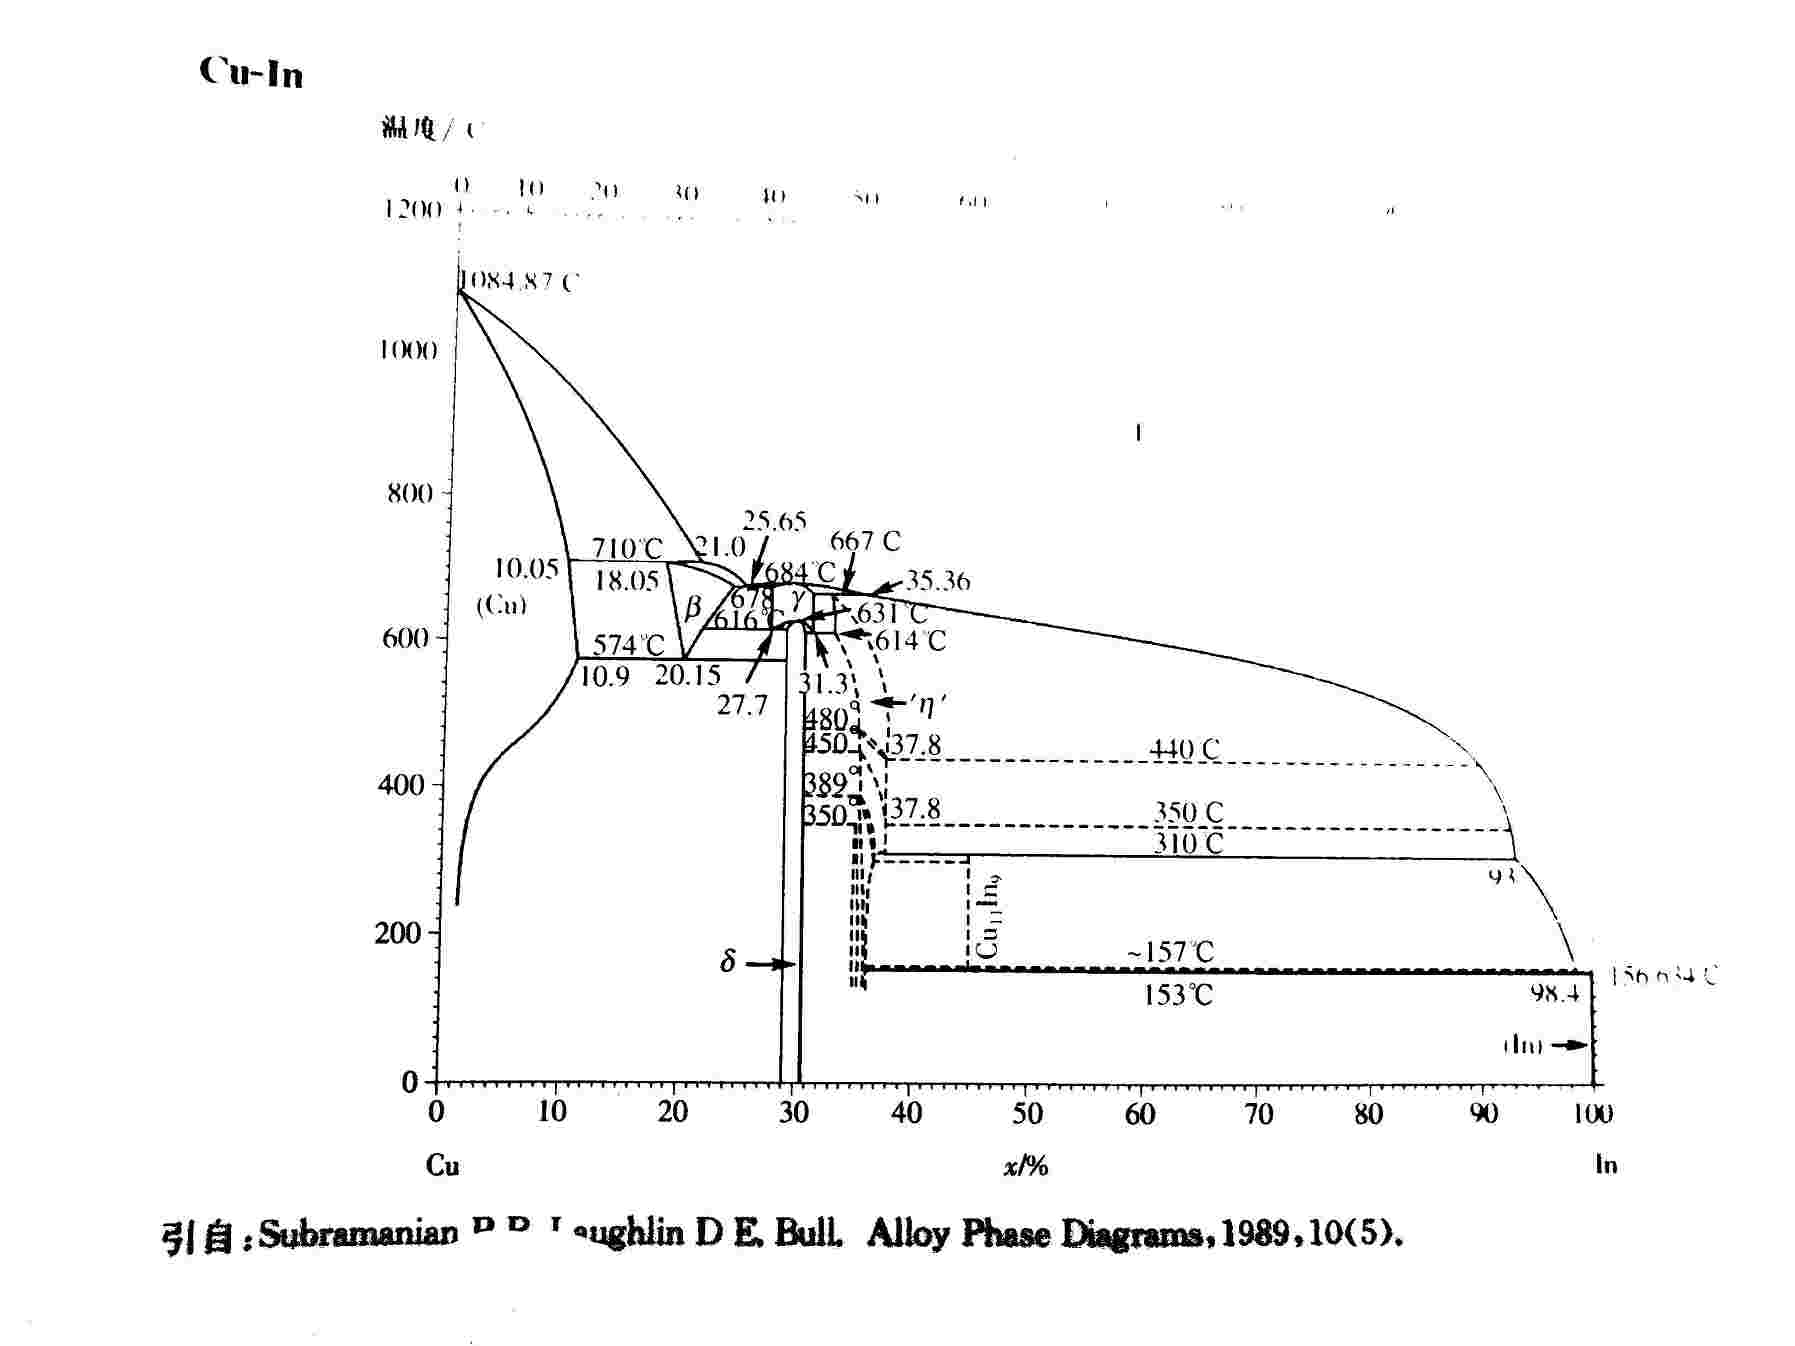 Cu-In
温度/
0 10 20 30 40 50 60
1200
1084.87 C
1000
800
25.65
710℃ 21.0 667 C
10.05 18.05 684℃ 35.36
(Cu) β 678 γ
616℃ 631℃
600 574℃ 614℃
10.9 20.15 31.3
27.7 'η'
480°
450° 37.8 440 C
400 389°
350° 37.8 350 C
310 C
93
Cu₁₁In₉
200 δ ~157℃
156.634 C
153℃ 98.4
(In)
0
0 10 20 30 40 50 60 70 80 90 100
Cu x/% In
引自:Subramanian Laughlin D E. Bull. Alloy Phase Diagrams,1989,10(5).